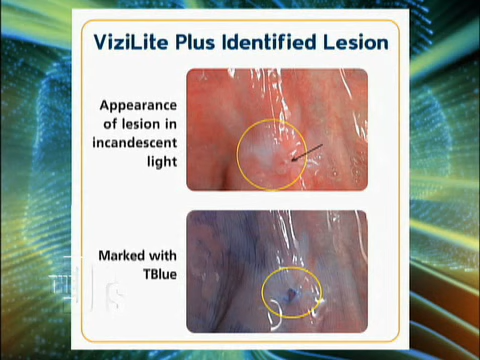 ViziLite Plus Identified Lesion
Appearance
of lesion in
incandescent
light
Marked with
TBlue